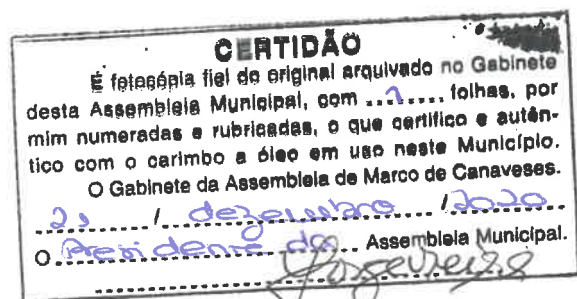 CERTIDÃO
É fotocópia fiel do original arquivado no Gabinete
desta Assembleia Municipal, com ....1..... folhas, por
mim numeradas e rubricadas, o que certifico e autên-
tico com o carimbo a óleo em uso neste Município.
O Gabinete da Assembleia de Marco de Canaveses.
21 / dezembro / 2020
O Presidente da Assembleia Municipal.